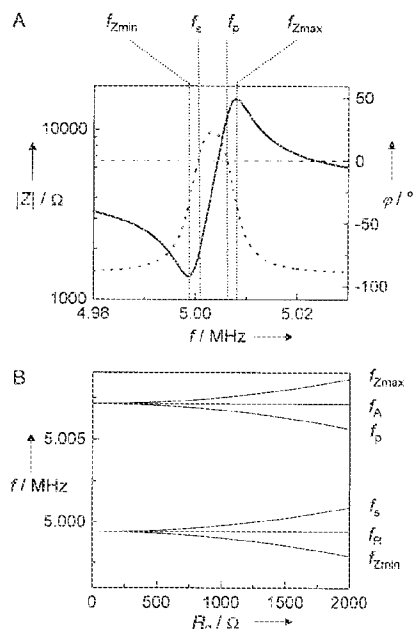 A
f_Zmin f_s f_p f_Zmax
10000
|Z| / Ω
1000
50
0
-50
-100
φ / °
4.98 5.00 5.02
f / MHz
B
5.005
5.000
f / MHz
f_Zmax
f_A
f_p
f_s
f_R
f_Zmin
0 500 1000 1500 2000
/ Ω